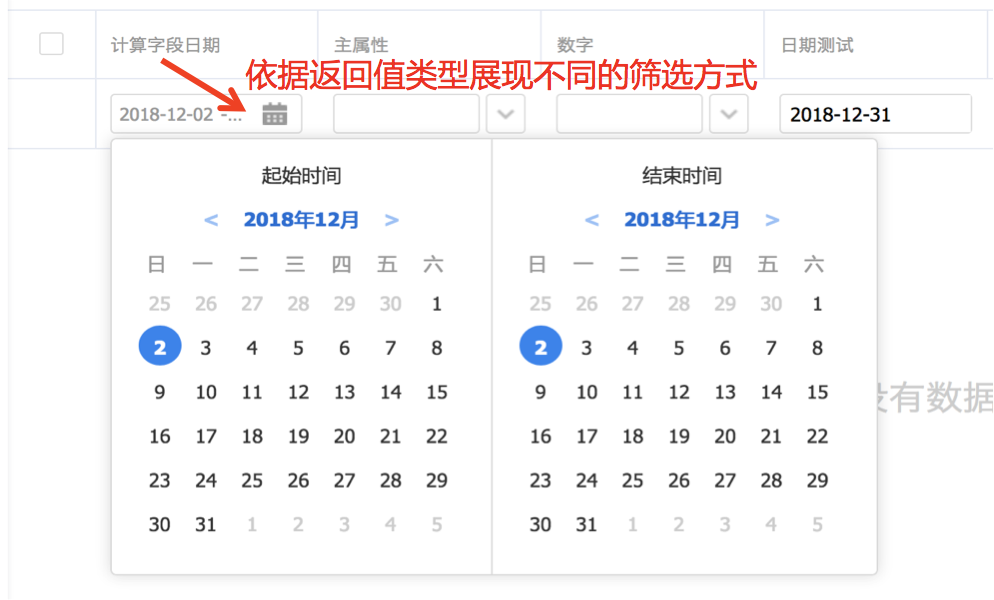 计算字段日期 主属性 数字 日期测试
依据返回值类型展现不同的筛选方式
2018-12-02 -... 2018-12-31
起始时间 结束时间
< 2018年12月 > < 2018年12月 >
日 一 二 三 四 五 六 日 一 二 三 四 五 六
25 26 27 28 29 30 1 25 26 27 28 29 30 1
2 3 4 5 6 7 8 2 3 4 5 6 7 8
9 10 11 12 13 14 15 9 10 11 12 13 14 15
16 17 18 19 20 21 22 16 17 18 19 20 21 22
23 24 25 26 27 28 29 23 24 25 26 27 28 29
30 31 1 2 3 4 5 30 31 1 2 3 4 5
有数据